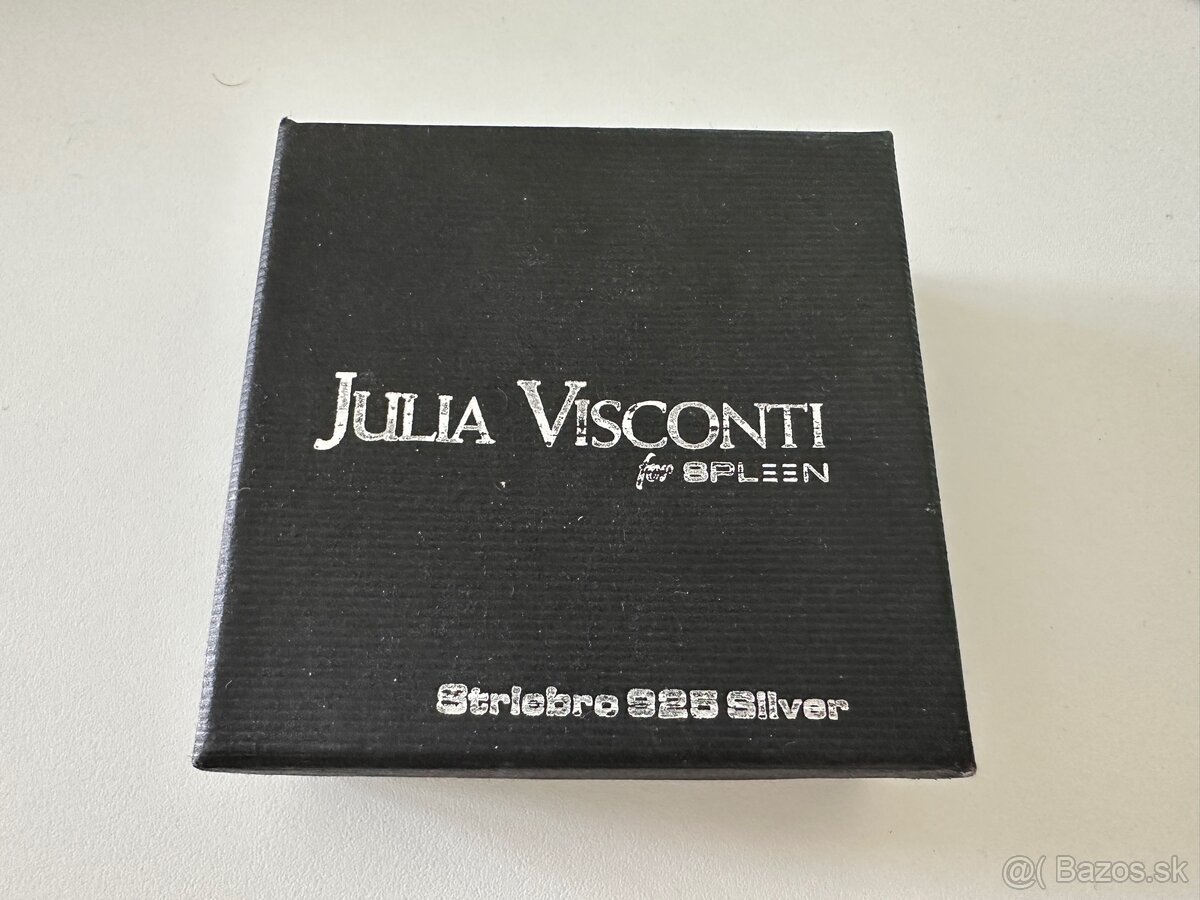 JULIA VISCONTI
for SPLEEN
Striebro 925 Silver
@( Bazos.sk